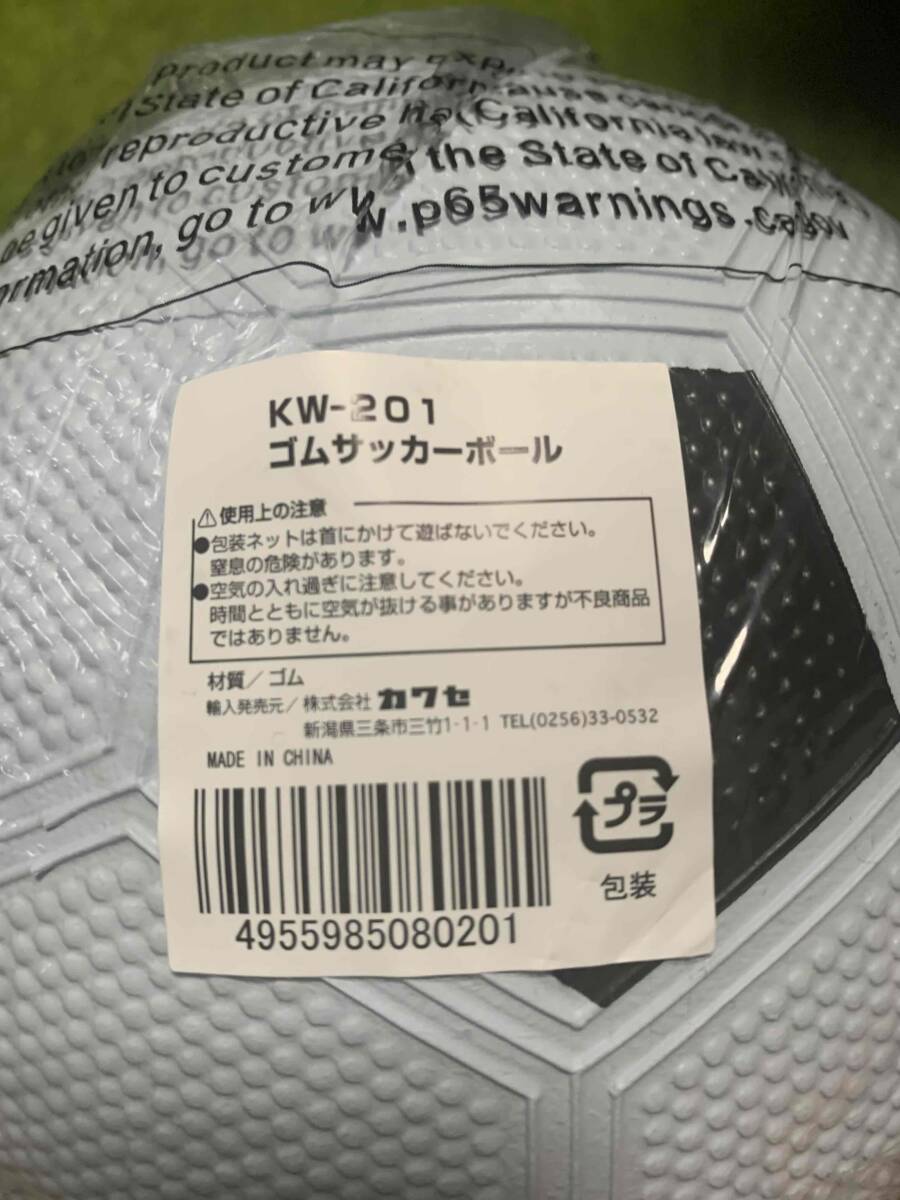 product may
State of California
reproductive (California law
be given to customer the State of
ormation, go to w w.p65warnings.ca.gov
KW-201
ゴムサッカーボール
⚠使用上の注意
●包装ネットは首にかけて遊ばないでください。
窒息の危険があります。
●空気の入れ過ぎに注意してください。
時間とともに空気が抜ける事がありますが不良商品
ではありません。
材質/ゴム
輸入発売元/株式会社カワセ
新潟県三条市三竹1-1-1 TEL(0256)33-0532
MADE IN CHINA
プラ
包装
4955985080201